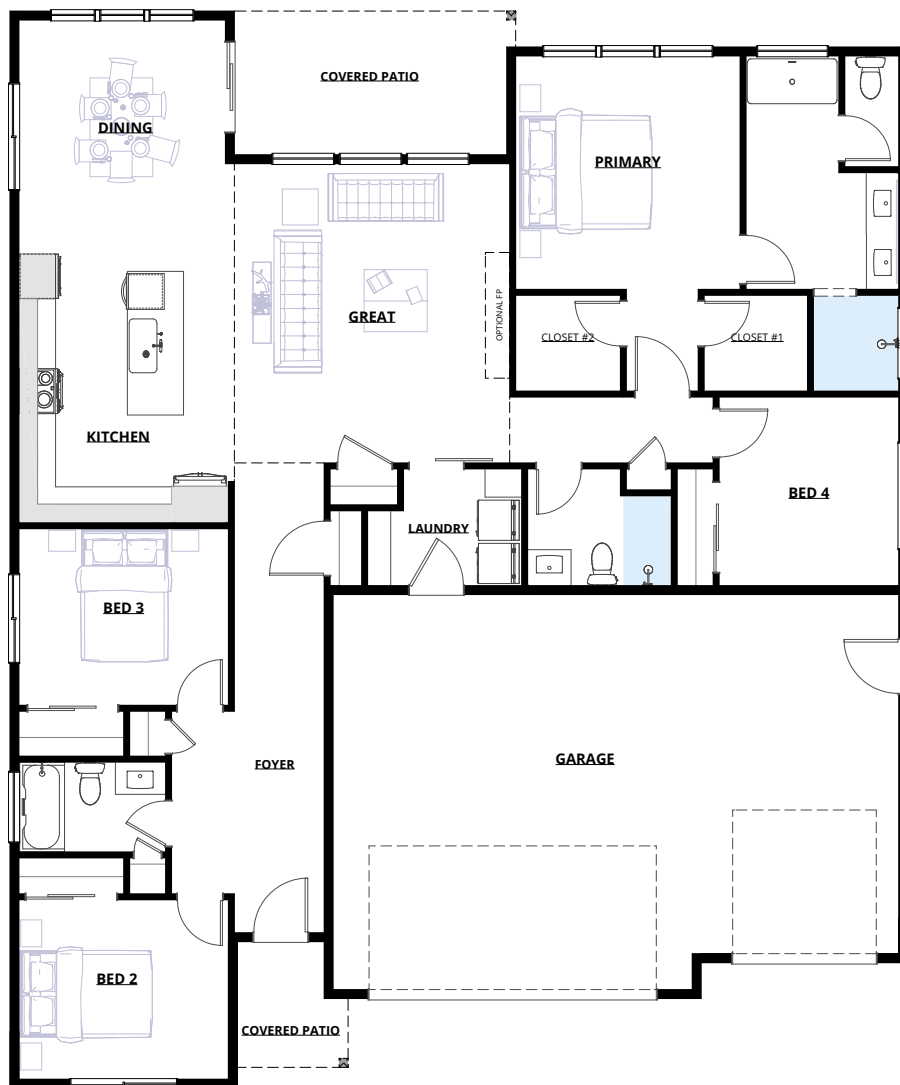 COVERED PATIO
DINING
PRIMARY
OPTIONAL FP
GREAT
CLOSET #2
CLOSET #1
KITCHEN
BED 4
LAUNDRY
BED 3
FOYER
GARAGE
BED 2
COVERED PATIO